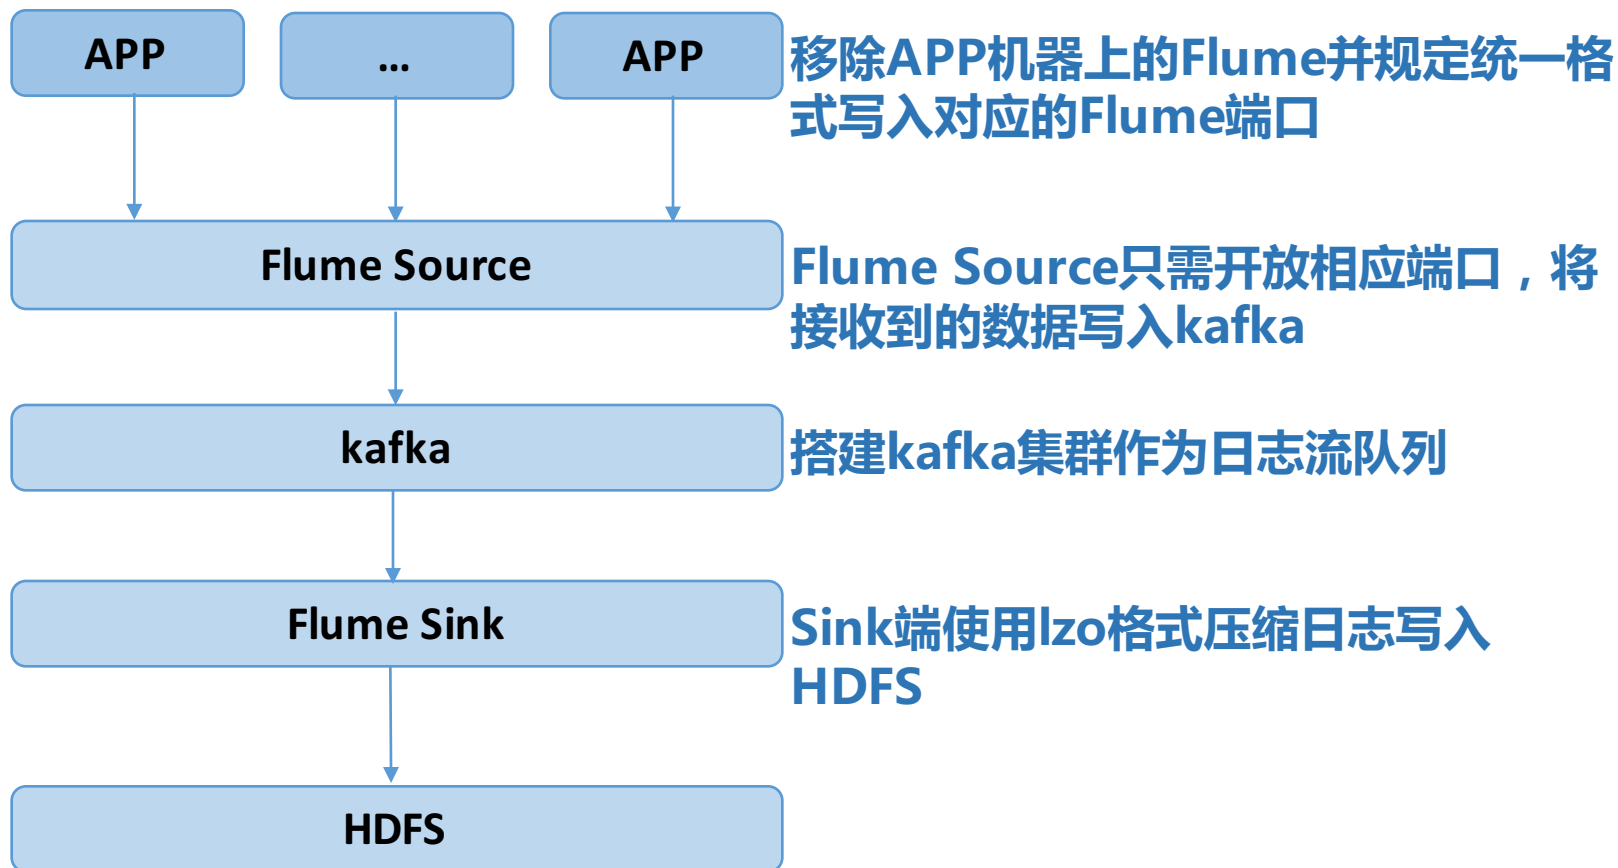 APP
...
APP
移除APP机器上的Flume并规定统一格
式写入对应的Flume端口
Flume Source
Flume Source只需开放相应端口，将
接收到的数据写入kafka
kafka
搭建kafka集群作为日志流队列
Flume Sink
Sink端使用lzo格式压缩日志写入
HDFS
HDFS